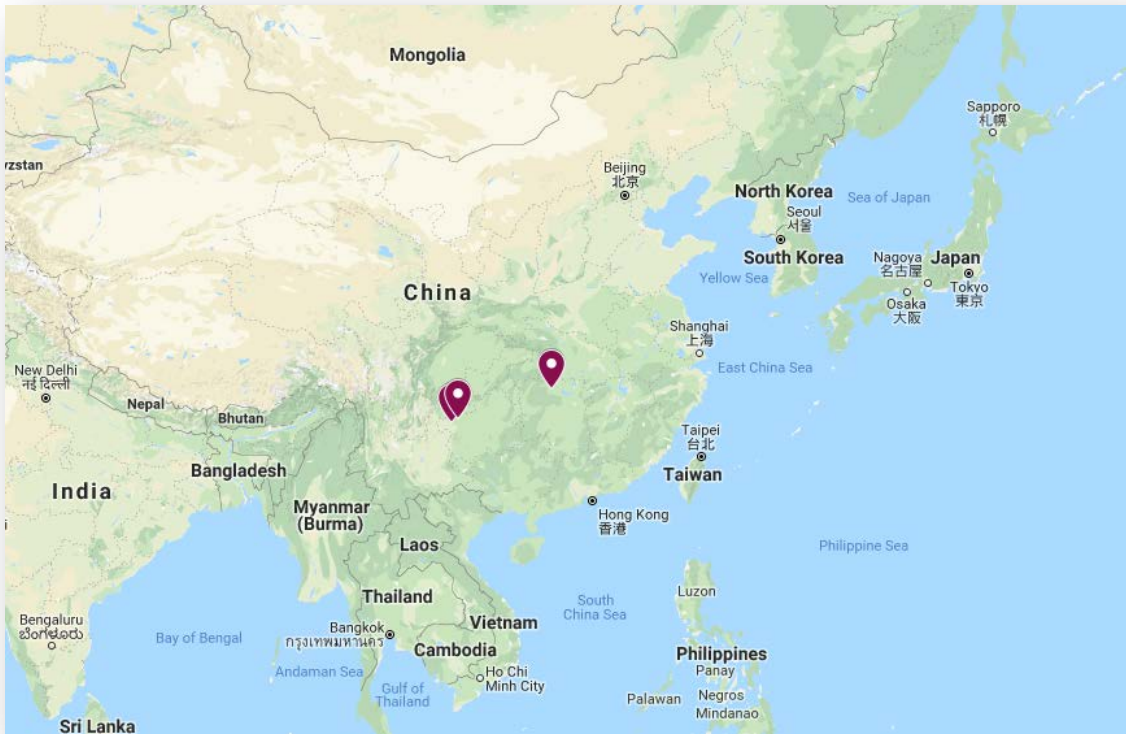 Mongolia
Sapporo
札幌
yzstan
Beijing
北京
North Korea
Sea of Japan
Seoul
서울
South Korea
Nagoya
名古屋
Japan
Yellow Sea
Tokyo
東京
China
Osaka
大阪
Shanghai
上海
New Delhi
नई दिल्ली
East China Sea
Nepal
Bhutan
Taipei
台北
Bangladesh
Taiwan
India
Myanmar
(Burma)
Hong Kong
香港
Laos
Philippine Sea
Thailand
Luzon
South
China Sea
Bengaluru
ಬೆಂಗಳೂರು
Vietnam
Bay of Bengal
Bangkok
กรุงเทพมหานคร
Cambodia
Philippines
Andaman Sea
Panay
Ho Chi
Minh City
Gulf of
Thailand
Palawan
Negros
Mindanao
Sri Lanka